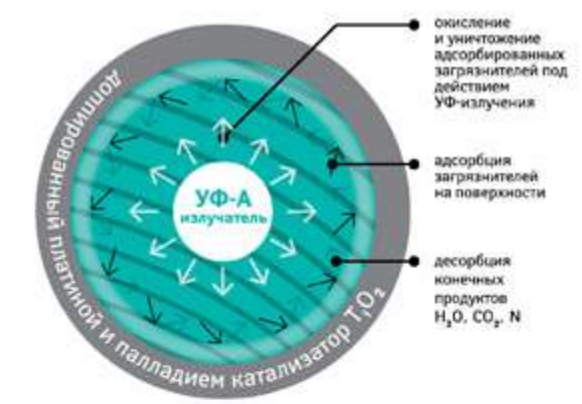 окисление
и уничтожение
адсорбированных
загрязнителей под
действием
УФ-излучения
адсорбция
загрязнителей
на поверхности
десорбция
конечных
продуктов
H₂O, CO₂, N
УФ-А
излучатель
доппированный платиной и палладием катализатор TiO₂